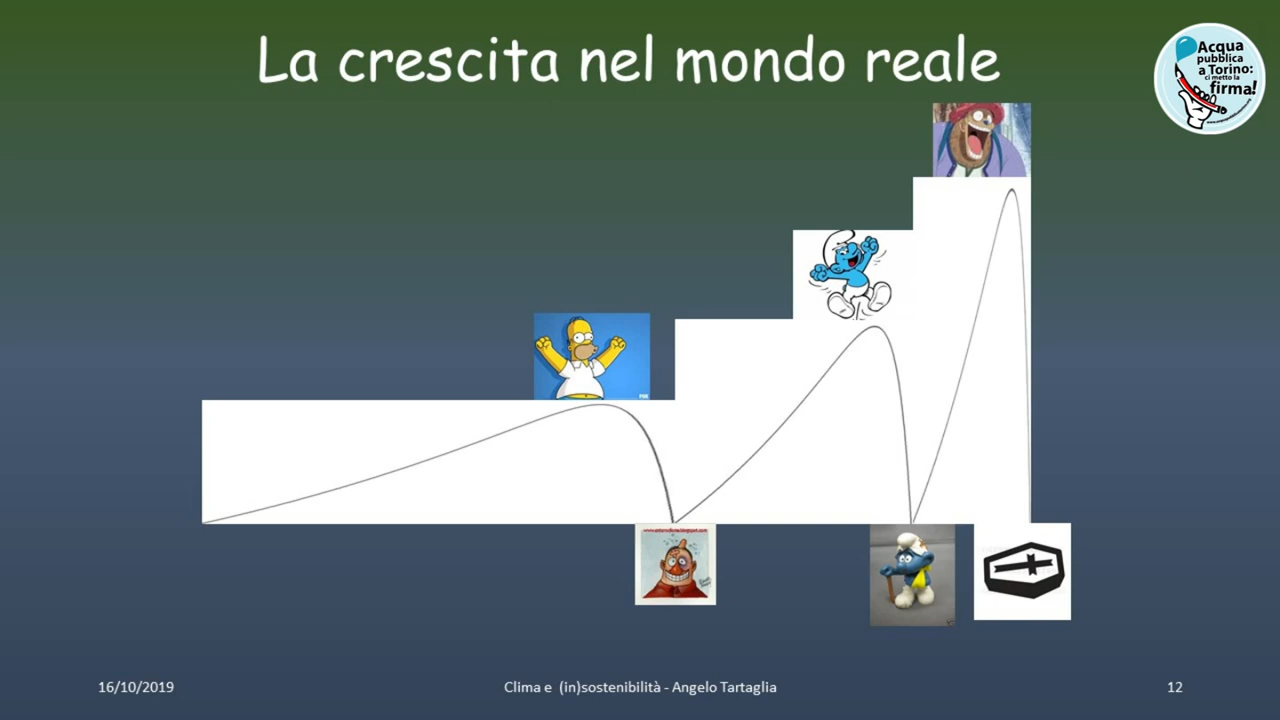 La crescita nel mondo reale
Acqua
pubblica
a Torino:
ci metto la
firma!
FOX
16/10/2019
Clima e (in)sostenibilità - Angelo Tartaglia
12